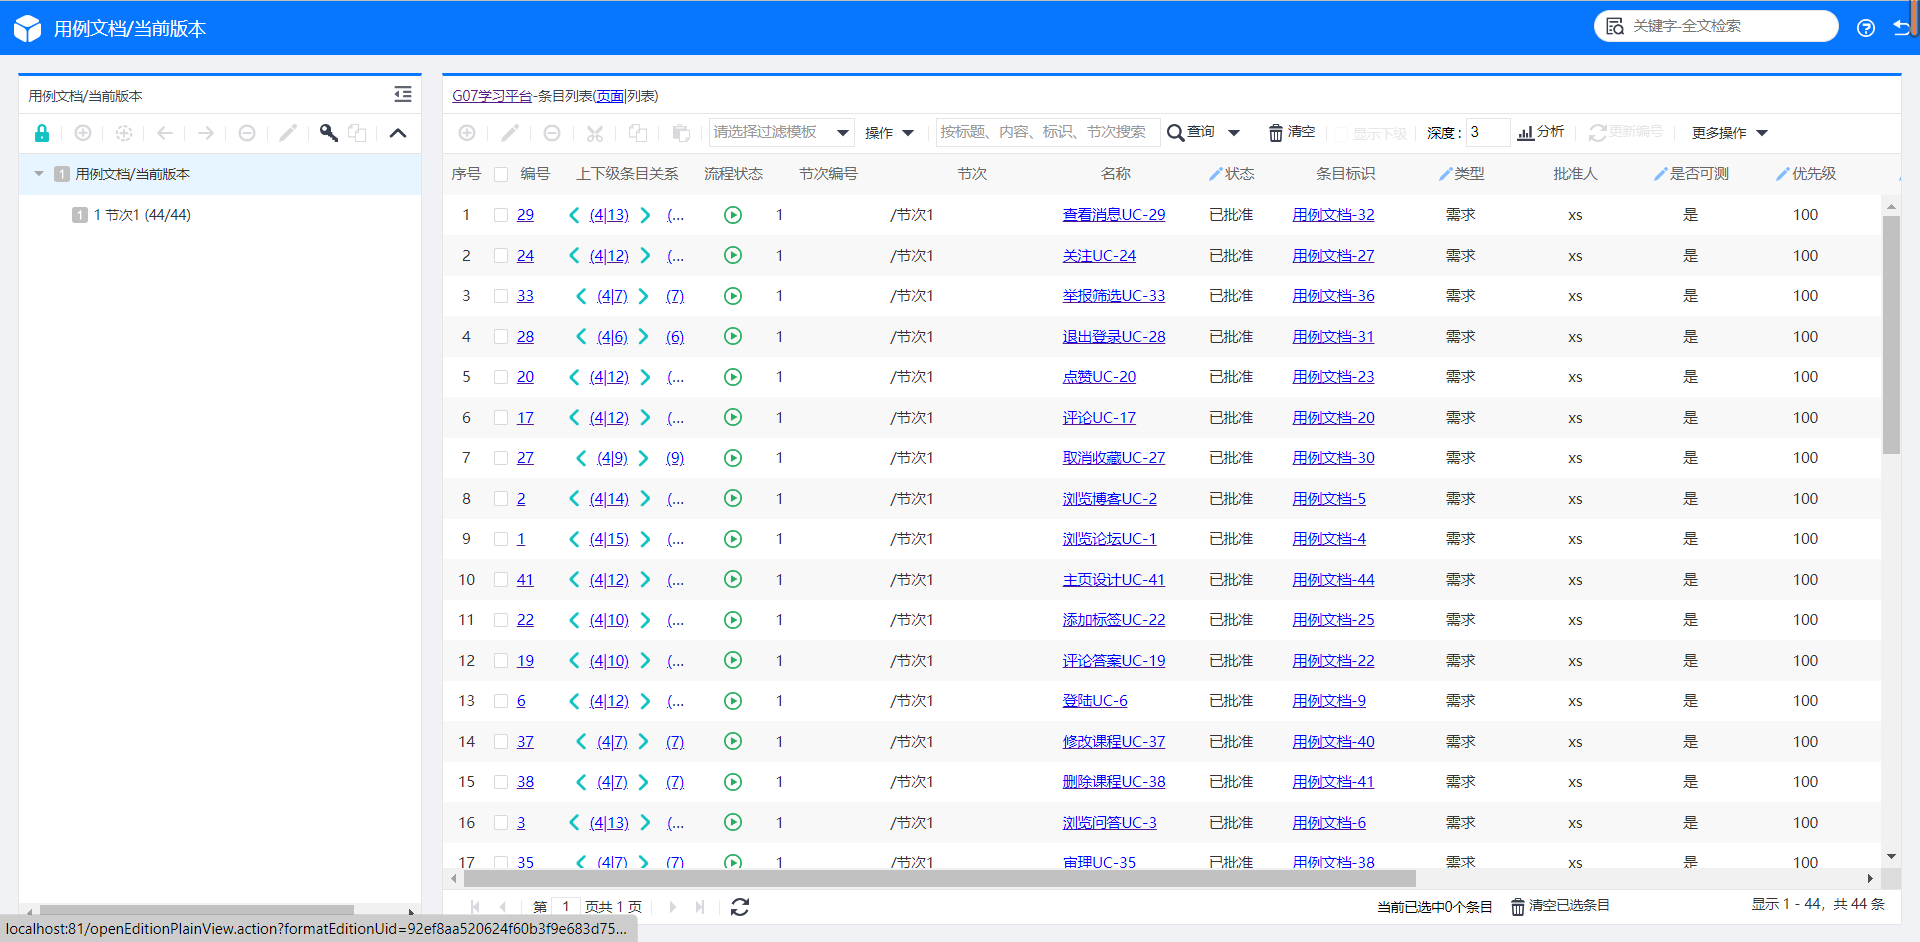 用例文档/当前版本
关键字-全文检索
用例文档/当前版本
G07学习平台-条目列表(页面|列表)
请选择过滤模板 操作 按标题、内容、标识、节次搜索 查询 清空 显示下级 深度: 3 分析 更新编号 更多操作
1 用例文档/当前版本
1 1 节次1 (44/44)
序号 编号 上下级条目关系 流程状态 节次编号 节次 名称 状态 条目标识 类型 批准人 是否可测 优先级
1 29 (4|13) (... 1 /节次1 查看消息UC-29 已批准 用例文档-32 需求 xs 是 100
2 24 (4|12) (... 1 /节次1 关注UC-24 已批准 用例文档-27 需求 xs 是 100
3 33 (4|7) (7) 1 /节次1 举报筛选UC-33 已批准 用例文档-36 需求 xs 是 100
4 28 (4|6) (6) 1 /节次1 退出登录UC-28 已批准 用例文档-31 需求 xs 是 100
5 20 (4|12) (... 1 /节次1 点赞UC-20 已批准 用例文档-23 需求 xs 是 100
6 17 (4|12) (... 1 /节次1 评论UC-17 已批准 用例文档-20 需求 xs 是 100
7 27 (4|9) (9) 1 /节次1 取消收藏UC-27 已批准 用例文档-30 需求 xs 是 100
8 2 (4|14) (... 1 /节次1 浏览博客UC-2 已批准 用例文档-5 需求 xs 是 100
9 1 (4|15) (... 1 /节次1 浏览论坛UC-1 已批准 用例文档-4 需求 xs 是 100
10 41 (4|12) (... 1 /节次1 主页设计UC-41 已批准 用例文档-44 需求 xs 是 100
11 22 (4|10) (... 1 /节次1 添加标签UC-22 已批准 用例文档-25 需求 xs 是 100
12 19 (4|10) (... 1 /节次1 评论答案UC-19 已批准 用例文档-22 需求 xs 是 100
13 6 (4|12) (... 1 /节次1 登陆UC-6 已批准 用例文档-9 需求 xs 是 100
14 37 (4|7) (7) 1 /节次1 修改课程UC-37 已批准 用例文档-40 需求 xs 是 100
15 38 (4|7) (7) 1 /节次1 删除课程UC-38 已批准 用例文档-41 需求 xs 是 100
16 3 (4|13) (... 1 /节次1 浏览问答UC-3 已批准 用例文档-6 需求 xs 是 100
17 35 (4|7) (7) 1 /节次1 审理UC-35 已批准 用例文档-38 需求 xs 是 100
第 1 页共 1 页 当前已选中0个条目 清空已选条目 显示 1 - 44, 共 44 条
localhost:81/openEditionPlainView.action?formatEditionUid=92ef8aa520624f60b3f9e683d75...